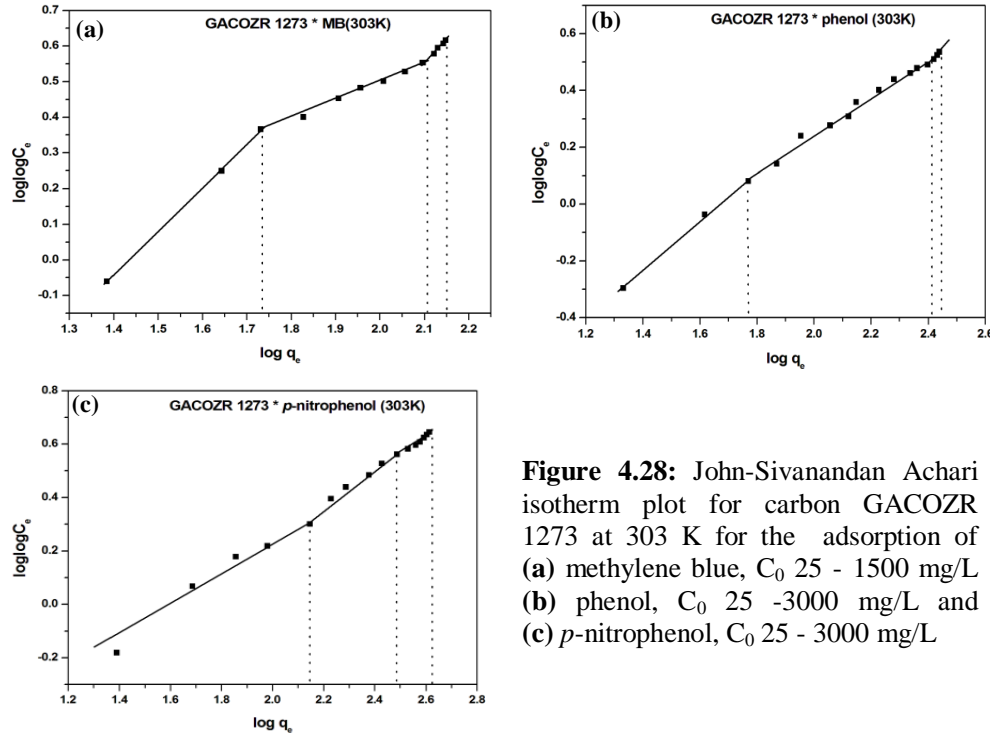 (a)
GACOZR 1273 * MB(303K)
loglogC_e
0.7
0.6
0.5
0.4
0.3
0.2
0.1
0.0
-0.1
1.3 1.4 1.5 1.6 1.7 1.8 1.9 2.0 2.1 2.2
log q_e
(b)
GACOZR 1273 * phenol (303K)
loglogC_e
0.6
0.4
0.2
0.0
-0.2
-0.4
1.2 1.4 1.6 1.8 2.0 2.2 2.4 2.6
log q_e
(c)
GACOZR 1273 * p-nitrophenol (303K)
loglogC_e
0.8
0.6
0.4
0.2
0.0
-0.2
1.2 1.4 1.6 1.8 2.0 2.2 2.4 2.6 2.8
log q_e
Figure 4.28: John-Sivanandan Achari
isotherm plot for carbon GACOZR
1273 at 303 K for the adsorption of
(a) methylene blue, C₀ 25 - 1500 mg/L
(b) phenol, C₀ 25 -3000 mg/L and
(c) p-nitrophenol, C₀ 25 - 3000 mg/L